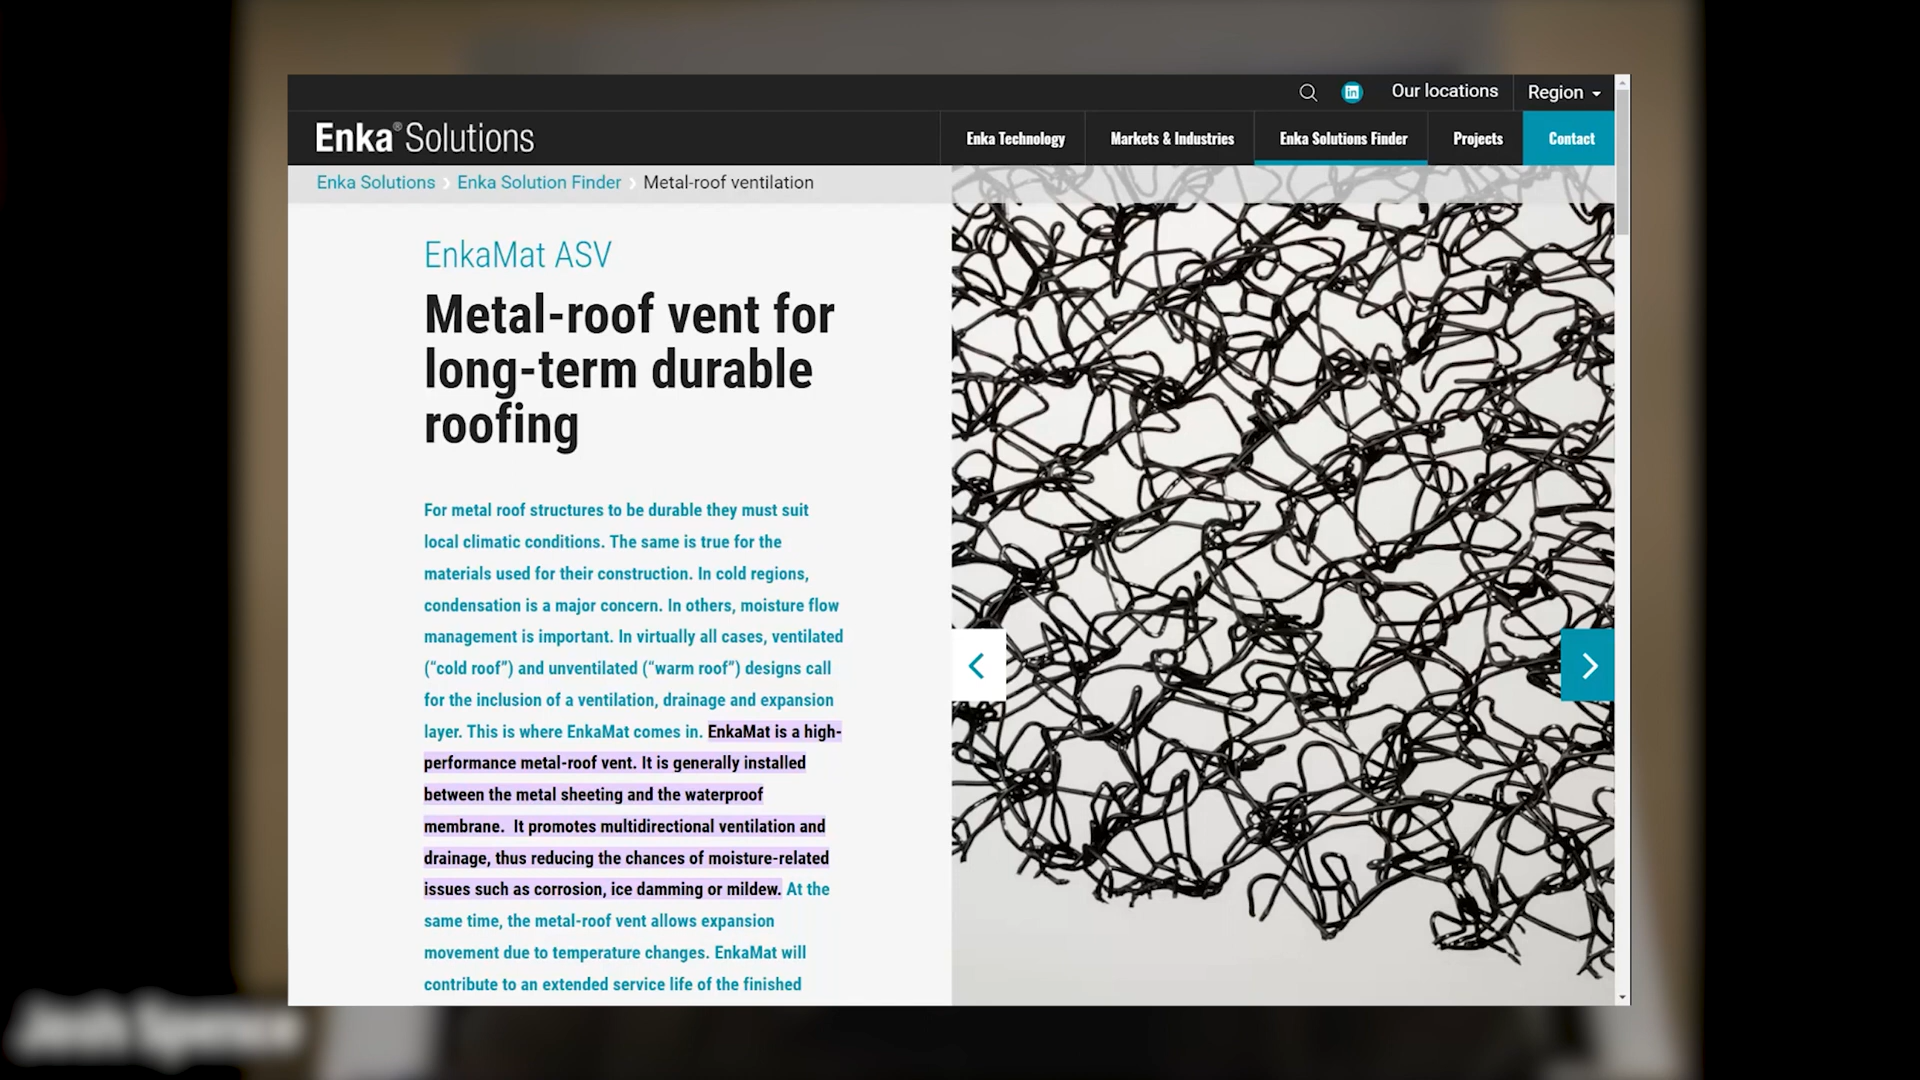 Our locations
Region
Enka® Solutions
Enka Technology
Markets & Industries
Enka Solutions Finder
Projects
Contact
Enka Solutions
Enka Solution Finder
Metal-roof ventilation
EnkaMat ASV
Metal-roof vent for
long-term durable
roofing
For metal roof structures to be durable they must suit
local climatic conditions. The same is true for the
materials used for their construction. In cold regions,
condensation is a major concern. In others, moisture flow
management is important. In virtually all cases, ventilated
(“cold roof”) and unventilated (“warm roof”) designs call
for the inclusion of a ventilation, drainage and expansion
layer. This is where EnkaMat comes in. EnkaMat is a high-
performance metal-roof vent. It is generally installed
between the metal sheeting and the waterproof
membrane. It promotes multidirectional ventilation and
drainage, thus reducing the chances of moisture-related
issues such as corrosion, ice damming or mildew. At the
same time, the metal-roof vent allows expansion
movement due to temperature changes. EnkaMat will
contribute to an extended service life of the finished